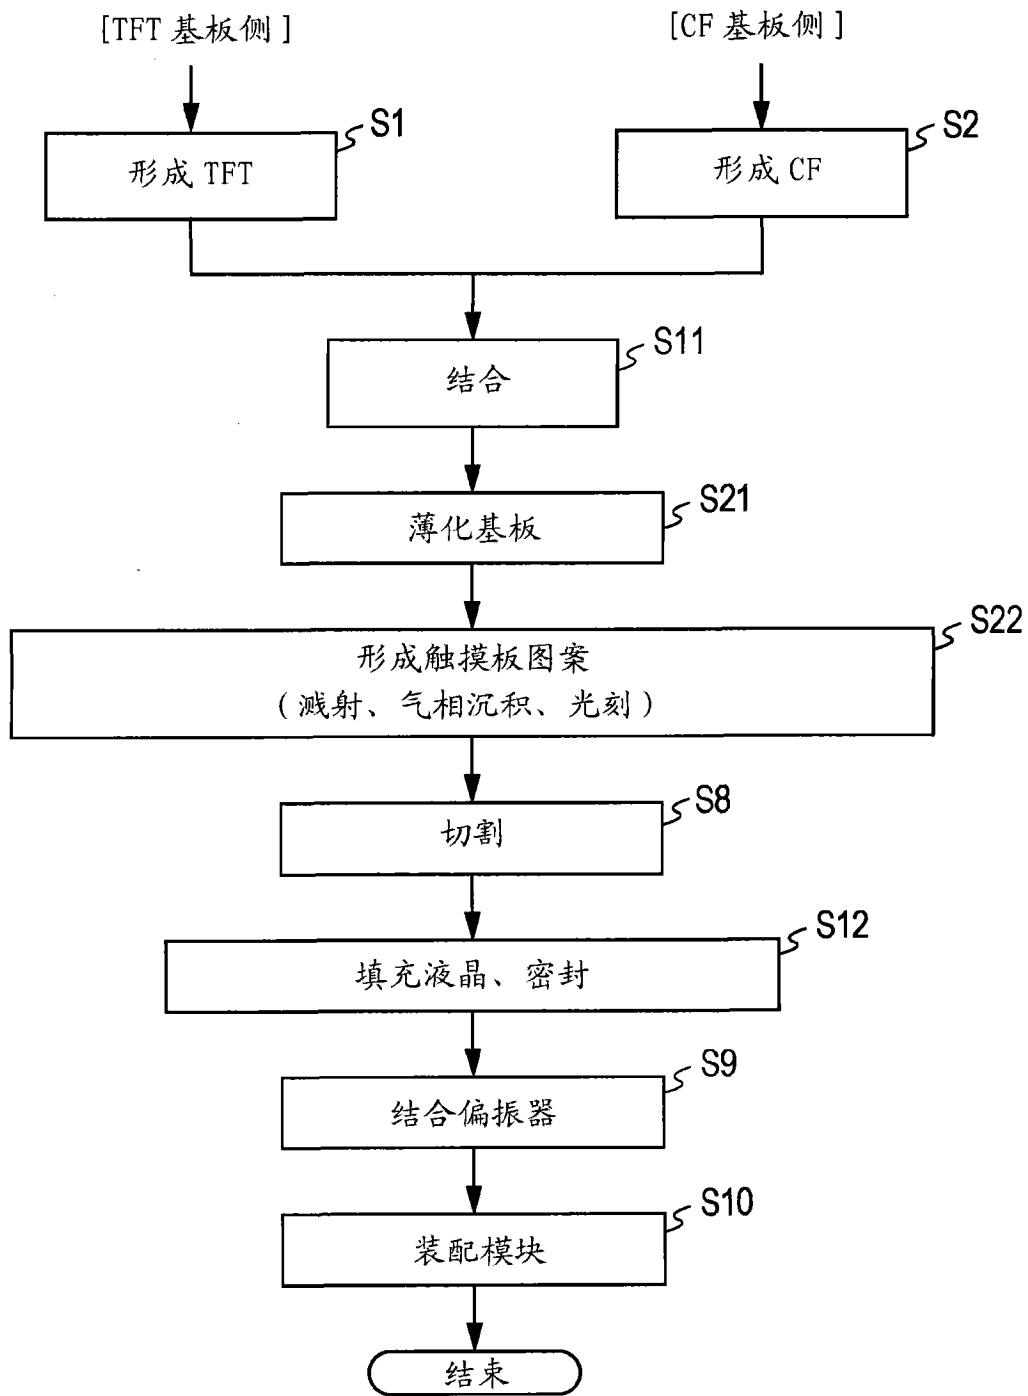 [TFT 基板侧]
[CF 基板侧]
S1
形成 TFT
S2
形成 CF
S11
结合
S21
薄化基板
S22
形成触摸板图案
(溅射、气相沉积、光刻)
S8
切割
S12
填充液晶、密封
S9
结合偏振器
S10
装配模块
结束